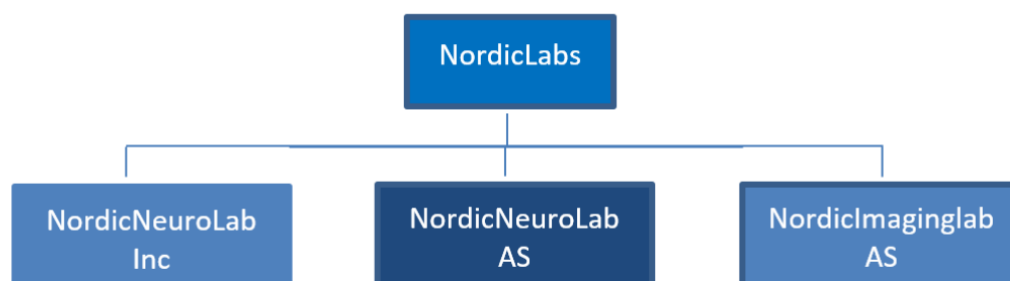 NordicLabs
NordicNeuroLab
Inc
NordicNeuroLab
AS
NordicImaginglab
AS